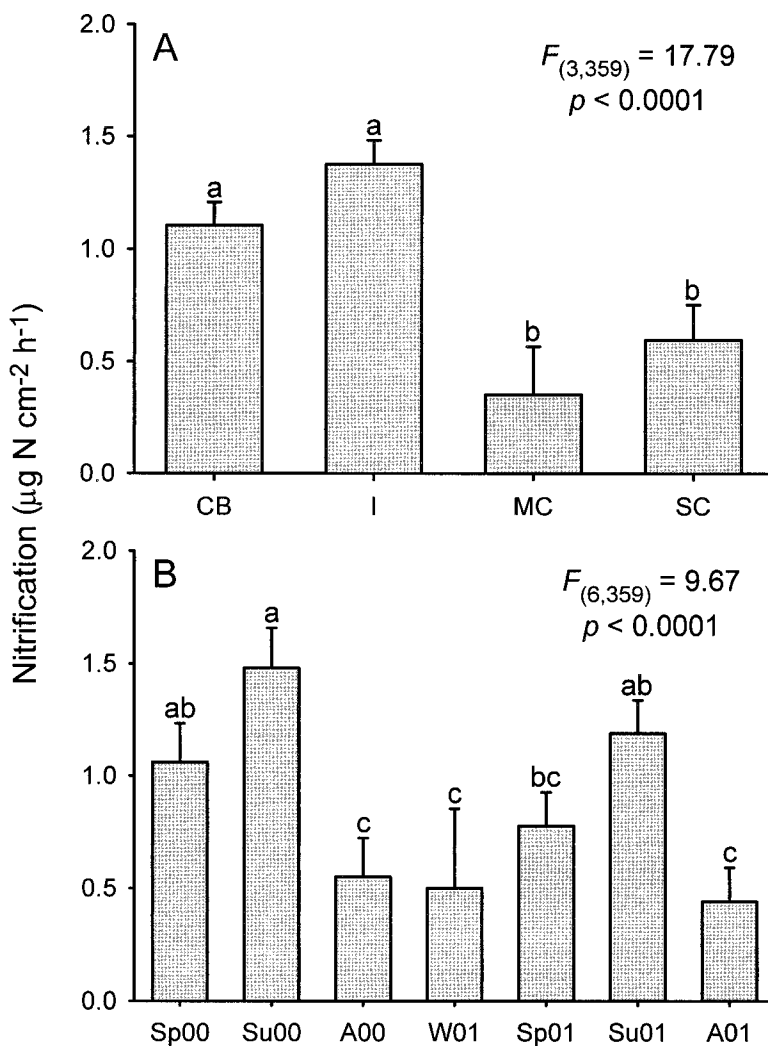 Nitrification (µg N cm-2 h-1)
A
F(3,359) = 17.79
p < 0.0001
2.0
1.5
1.0
0.5
0.0
a
a
b
b
CB I MC SC
B
F(6,359) = 9.67
p < 0.0001
2.0
1.5
1.0
0.5
0.0
ab
a
c
c
bc
ab
c
Sp00 Su00 A00 W01 Sp01 Su01 A01